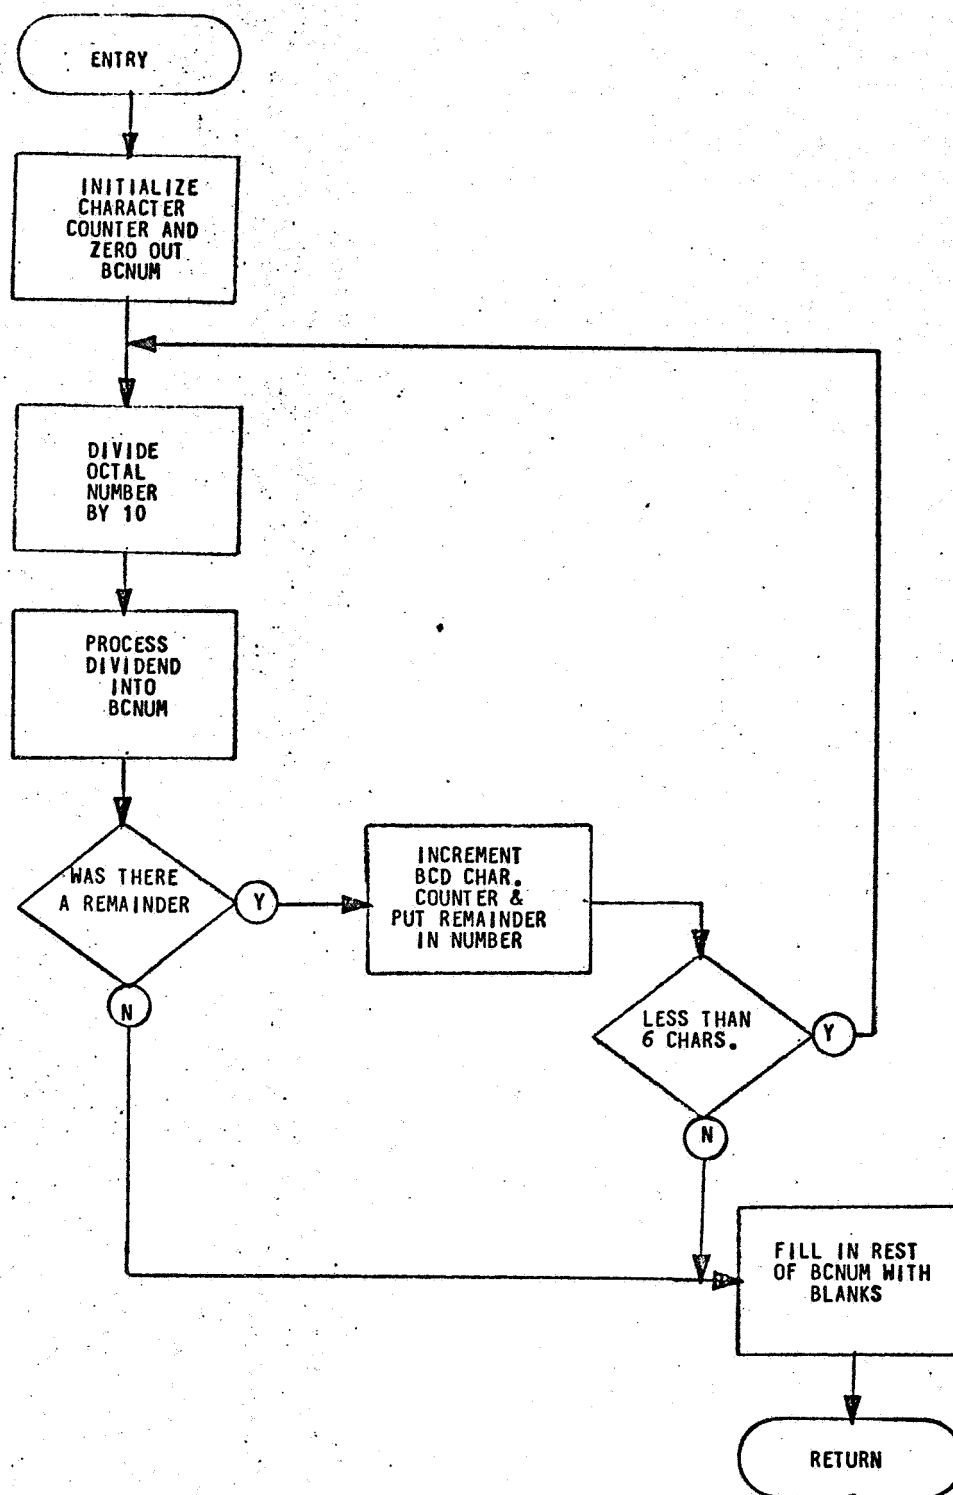 ENTRY
INITIALIZE
CHARACTER
COUNTER AND
ZERO OUT
BCNUM
DIVIDE
OCTAL
NUMBER
BY 10
PROCESS
DIVIDEND
INTO
BCNUM
WAS THERE
A REMAINDER
Y
N
INCREMENT
BCD CHAR.
COUNTER &
PUT REMAINDER
IN NUMBER
LESS THAN
6 CHARS.
Y
N
FILL IN REST
OF BCNUM WITH
BLANKS
RETURN